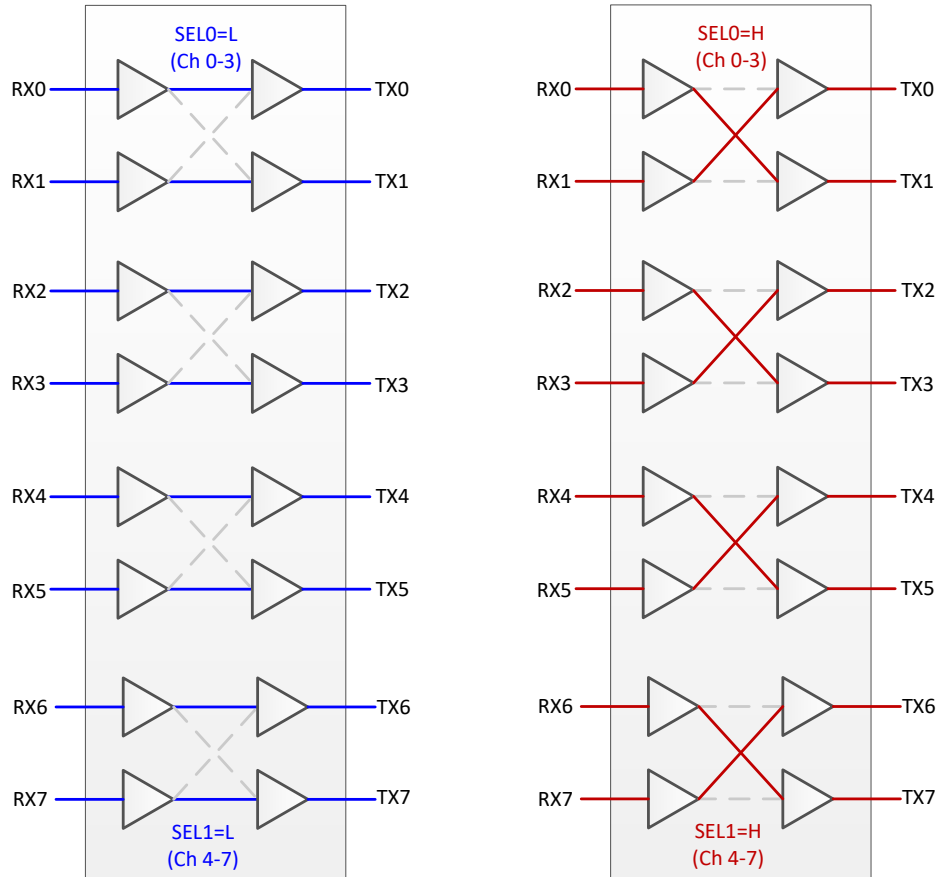 SEL0=L
(Ch 0-3)
RX0
TX0
RX1
TX1
RX2
TX2
RX3
TX3
RX4
TX4
RX5
TX5
RX6
TX6
RX7
TX7
SEL1=L
(Ch 4-7)
SEL0=H
(Ch 0-3)
RX0
TX0
RX1
TX1
RX2
TX2
RX3
TX3
RX4
TX4
RX5
TX5
RX6
TX6
RX7
TX7
SEL1=H
(Ch 4-7)